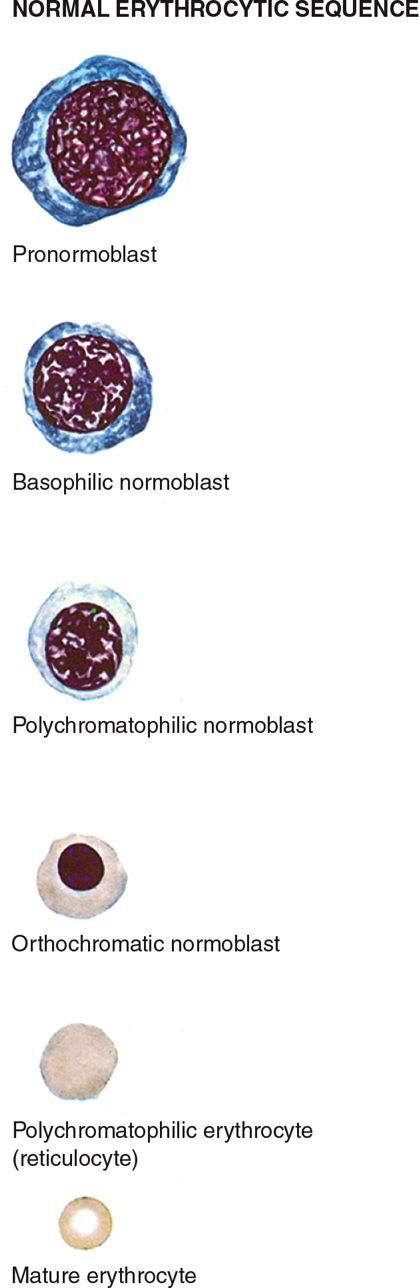 NORMAL ERYTHROCYTIC SEQUENCE
Pronormoblast
Basophilic normoblast
Polychromatophilic normoblast
Orthochromatic normoblast
Polychromatophilic erythrocyte
(reticulocyte)
Mature erythrocyte